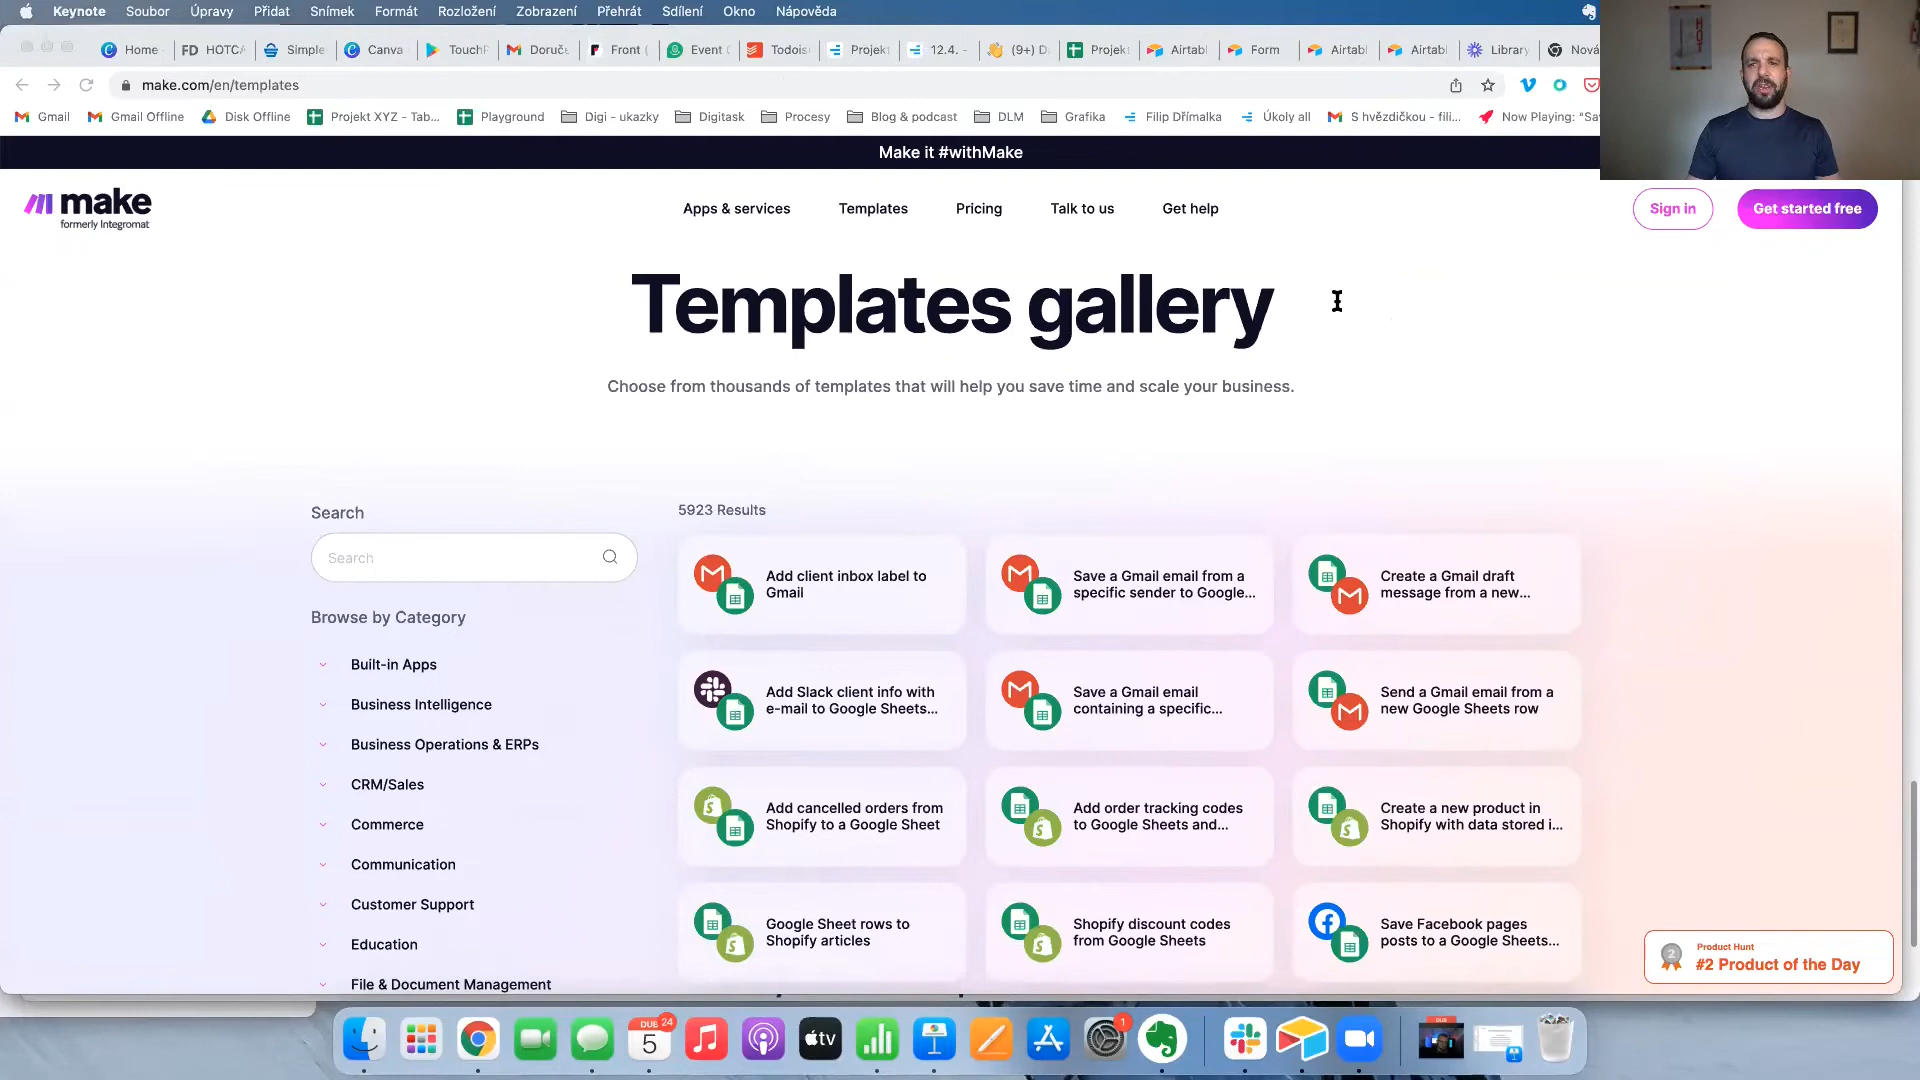 Keynote Soubor Úpravy Přidat Snímek Formát Rozložení Zobrazení Přehrát Sdílení Okno Nápověda
Home FD HOTCA Simple Canva TouchP Doruče Front ( Event ( Todois Projekt 12.4. - (9+) D Projekt Airtabl Form Airtabl Airtabl Library Nová
make.com/en/templates
Gmail Gmail Offline Disk Offline Projekt XYZ - Tab... Playground Digi - ukazky Digitask Procesy Blog & podcast DLM Grafika Filip Dřímalka Úkoly all S hvězdičkou - fili... Now Playing: "Sa
Make it #withMake
make
formerly Integromat
Apps & services Templates Pricing Talk to us Get help
Sign in Get started free
Templates gallery
Choose from thousands of templates that will help you save time and scale your business.
Search
Search
Browse by Category
Built-in Apps
Business Intelligence
Business Operations & ERPs
CRM/Sales
Commerce
Communication
Customer Support
Education
File & Document Management
5923 Results
Add client inbox label to
Gmail
Save a Gmail email from a
specific sender to Google...
Create a Gmail draft
message from a new...
Add Slack client info with
e-mail to Google Sheets...
Save a Gmail email
containing a specific...
Send a Gmail email from a
new Google Sheets row
Add cancelled orders from
Shopify to a Google Sheet
Add order tracking codes
to Google Sheets and...
Create a new product in
Shopify with data stored i...
Google Sheet rows to
Shopify articles
Shopify discount codes
from Google Sheets
Save Facebook pages
posts to a Google Sheets...
2
Product Hunt
#2 Product of the Day
DUB 24
5
tv
1